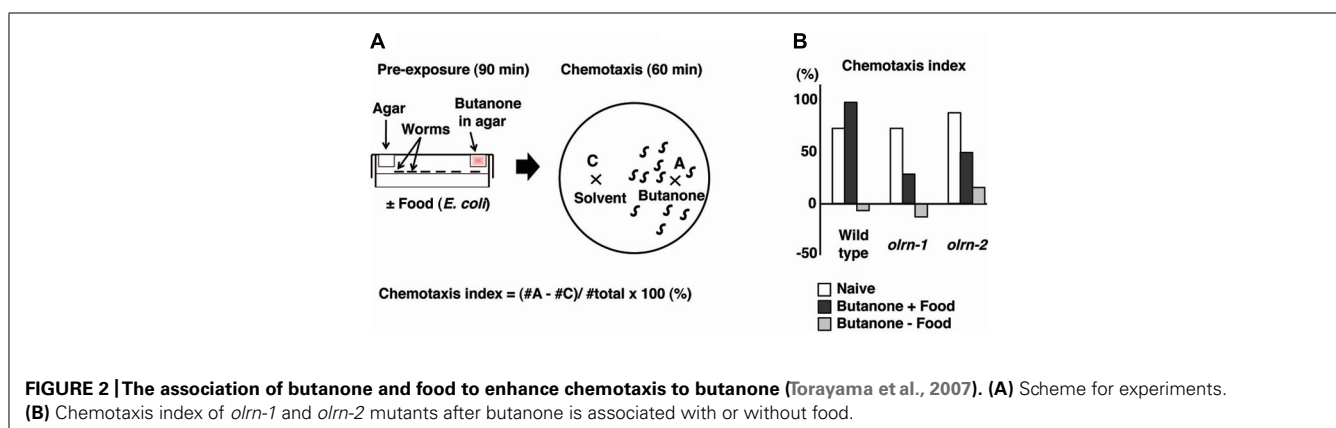 A
Pre-exposure (90 min)
Chemotaxis (60 min)
Agar
Worms
Butanone
in agar
± Food (E. coli)
C
Solvent
A
Butanone
Chemotaxis index = (#A - #C)/ #total x 100 (%)
B
Chemotaxis index
(%)
100
50
0
-50
Wild
type
olrn-1
olrn-2
Naive
Butanone + Food
Butanone - Food
FIGURE 2 | The association of butanone and food to enhance chemotaxis to butanone (Torayama et al., 2007). (A) Scheme for experiments.
(B) Chemotaxis index of olrn-1 and olrn-2 mutants after butanone is associated with or without food.